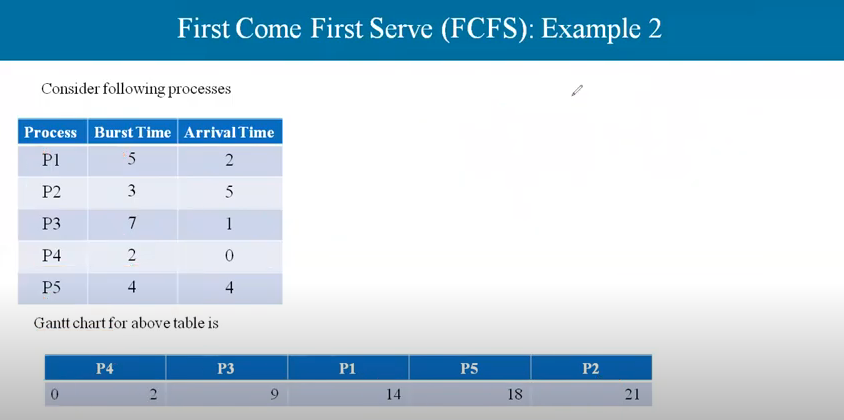 First Come First Serve (FCFS): Example 2
Consider following processes
Process Burst Time Arrival Time
P1 5 2
P2 3 5
P3 7 1
P4 2 0
P5 4 4
Gantt chart for above table is
P4 P3 P1 P5 P2
0 2 9 14 18 21